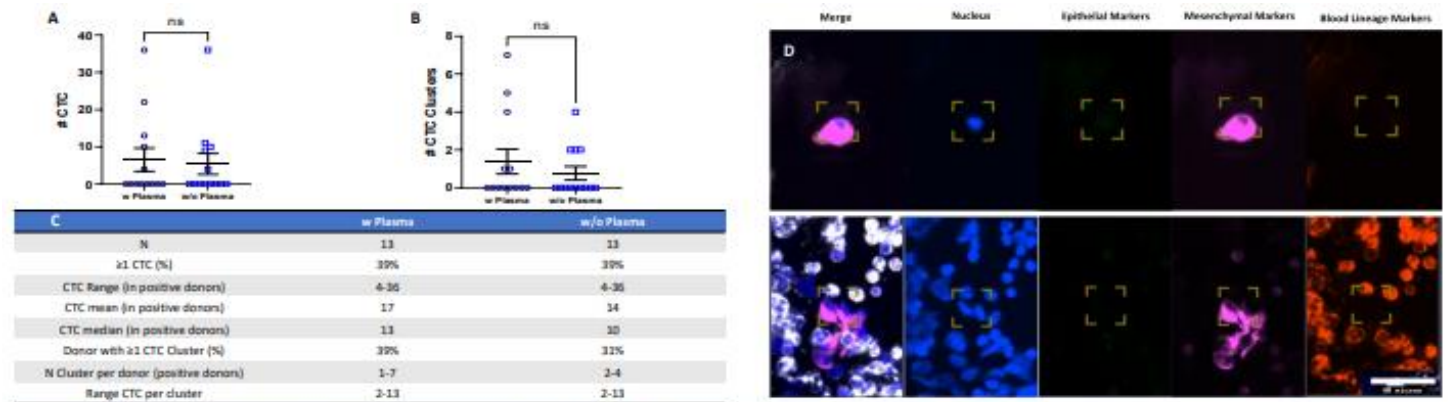 A
ns
# CTC
40
30
20
10
0
w Plasma
w/o Plasma
B
ns
# CTC Clusters
8
6
4
2
0
w Plasma
w/o Plasma
C w Plasma w/o Plasma
N 13 13
≥1 CTC (%) 39% 39%
CTC Range (in positive donors) 4-36 4-36
CTC mean (in positive donors) 17 14
CTC median (in positive donors) 13 10
Donor with ≥1 CTC Cluster (%) 39% 31%
N Cluster per donor (positive donors) 1-7 2-4
Range CTC per cluster 2-13 2-13
Merge Nucleus Epithelial Markers Mesenchymal Markers Blood Lineage Markers
D